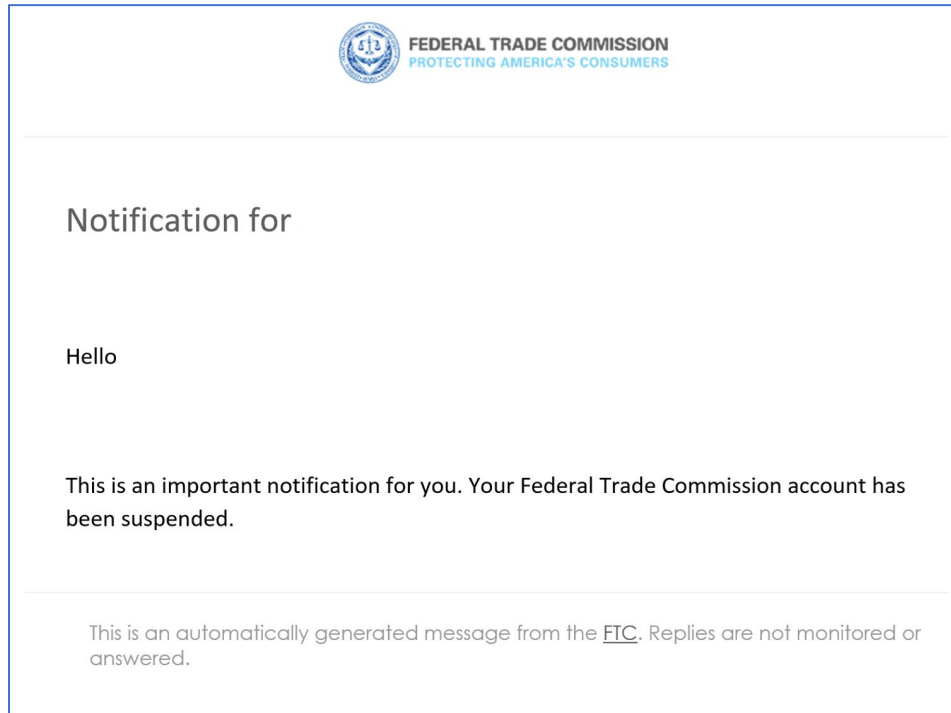 FEDERAL TRADE COMMISSION
PROTECTING AMERICA'S CONSUMERS
Notification for
Hello
This is an important notification for you. Your Federal Trade Commission account has
been suspended.
This is an automatically generated message from the FTC. Replies are not monitored or
answered.